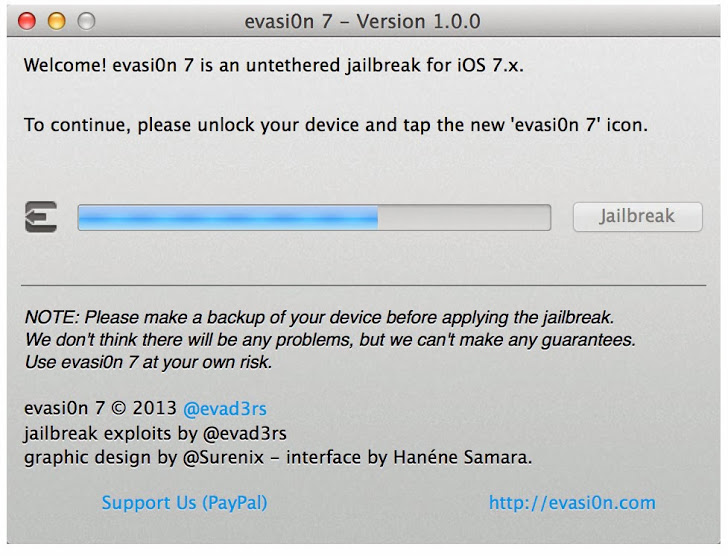 evasi0n 7 – Version 1.0.0
Welcome! evasi0n 7 is an untethered jailbreak for iOS 7.x.
To continue, please unlock your device and tap the new 'evasi0n 7' icon.
Jailbreak
NOTE: Please make a backup of your device before applying the jailbreak.
We don't think there will be any problems, but we can't make any guarantees.
Use evasi0n 7 at your own risk.
evasi0n 7 © 2013 @evad3rs
jailbreak exploits by @evad3rs
graphic design by @Surenix – interface by Hanéne Samara.
Support Us (PayPal) http://evasi0n.com